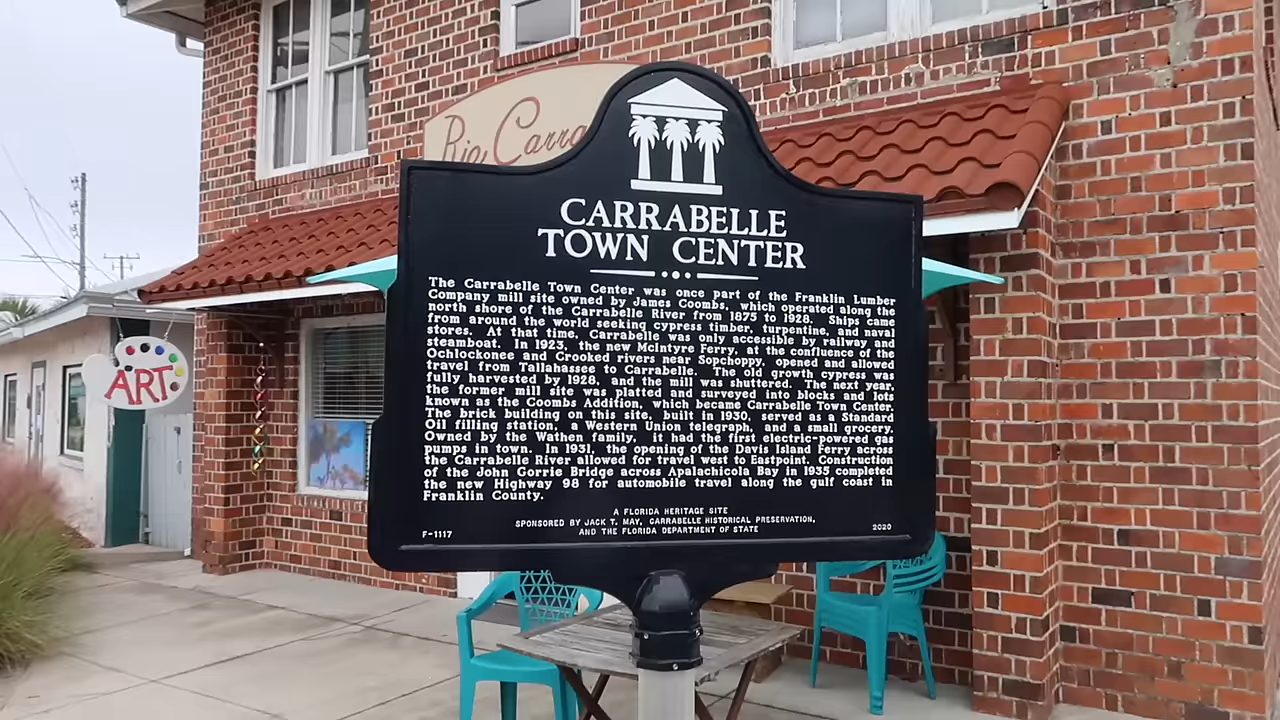 Rio Carra
CARRABELLE
TOWN CENTER
The Carrabelle Town Center was once part of the Franklin Lumber
Company mill site owned by James Coombs, which operated along the
north shore of the Carrabelle River from 1875 to 1928. Ships came
from around the world seeking cypress timber, turpentine, and naval
stores. At that time, Carrabelle was only accessible by railway and
steamboat. In 1923, the new McIntyre Ferry, at the confluence of the
Ochlockonee and Crooked rivers near Sopchoppy, opened and allowed
travel from Tallahassee to Carrabelle. The old growth cypress was
fully harvested by 1928, and the mill was shuttered. The next year,
the former mill site was platted and surveyed into blocks and lots
known as the Coombs Addition, which became Carrabelle Town Center.
The brick building on this site, built in 1930, served as a Standard
Oil filling station, a Western Union telegraph, and a small grocery.
Owned by the Wathen family, it had the first electric-powered gas
pumps in town. In 1931, the opening of the Davis Island Ferry across
the Carrabelle River allowed for travel west to Eastpoint. Construction
of the John Gorrie Bridge across Apalachicola Bay in 1935 completed
the new Highway 98 for automobile travel along the gulf coast in
Franklin County.
A FLORIDA HERITAGE SITE
SPONSORED BY JACK T. MAY, CARRABELLE HISTORICAL PRESERVATION,
AND THE FLORIDA DEPARTMENT OF STATE
F-1117 2020
ART